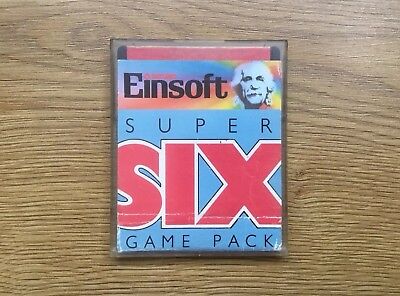 Einsoft
SUPER
SIX
GAME PACK